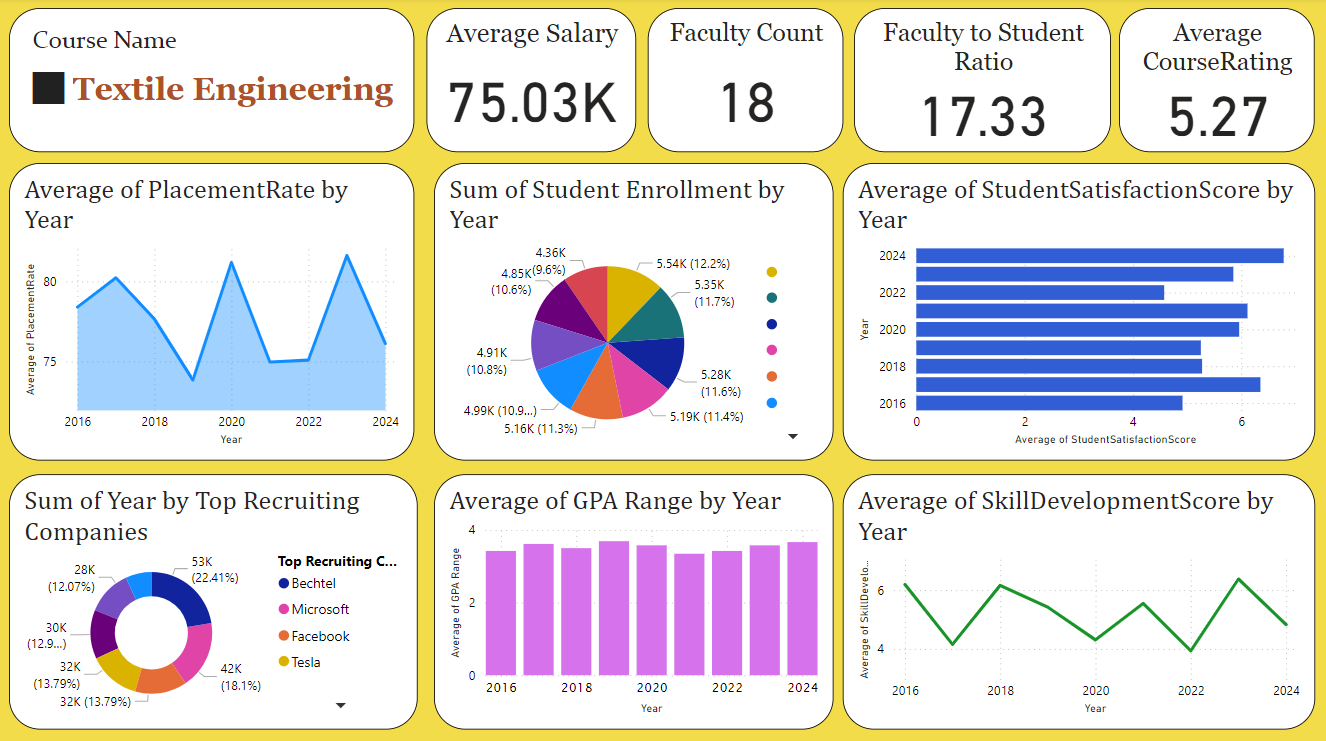 Course Name
Textile Engineering
Average Salary
75.03K
Faculty Count
18
Faculty to Student
Ratio
17.33
Average
CourseRating
5.27
Average of PlacementRate by
Year
Average of PlacementRate
80
75
2016
2018
2020
2022
2024
Year
Sum of Student Enrollment by
Year
5.54K (12.2%)
5.35K
(11.7%)
5.28K
(11.6%)
5.19K (11.4%)
5.16K (11.3%)
4.99K (10.9...)
4.91K
(10.8%)
4.85K
(10.6%)
4.36K
(9.6%)
Average of StudentSatisfactionScore by
Year
Year
2024
2022
2020
2018
2016
0
2
4
6
Average of StudentSatisfactionScore
Sum of Year by Top Recruiting
Companies
53K
(22.41%)
42K
(18.1%)
32K (13.79%)
32K
(13.79%)
30K
(12.9...)
28K
(12.07%)
Top Recruiting C...
Bechtel
Microsoft
Facebook
Tesla
Average of GPA Range by Year
Average of GPA Range
4
2
0
2016
2018
2020
2022
2024
Year
Average of SkillDevelopmentScore by
Year
Average of SkillDevelo...
6
4
2016
2018
2020
2022
2024
Year